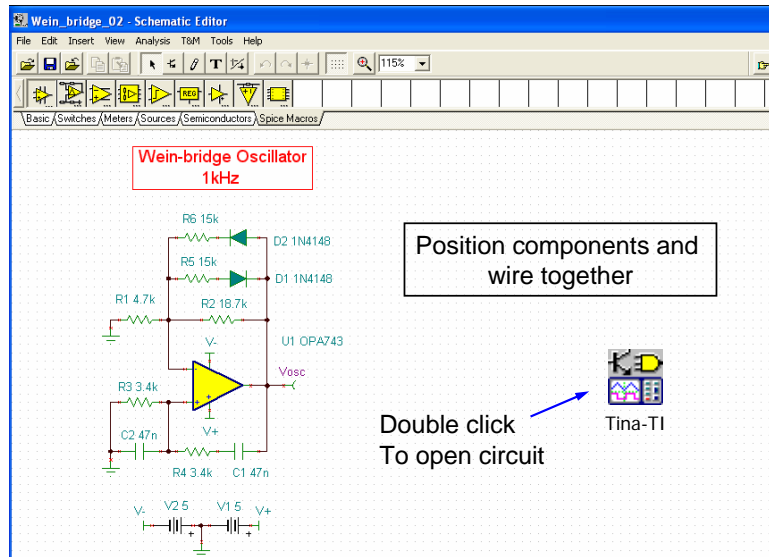 Wein_bridge_02 - Schematic Editor
File Edit Insert View Analysis T&M Tools Help
T
115%
REG
Basic Switches Meters Sources Semiconductors Spice Macros
Wein-bridge Oscillator
1kHz
R6 15k
D2 1N4148
R5 15k
D1 1N4148
R1 4.7k
R2 18.7k
V-
U1 OPA743
Vosc
R3 3.4k
V+
C2 47n
R4 3.4k
C1 47n
V- V2 5 V1 5 V+
Position components and
wire together
Double click
To open circuit
Tina-TI